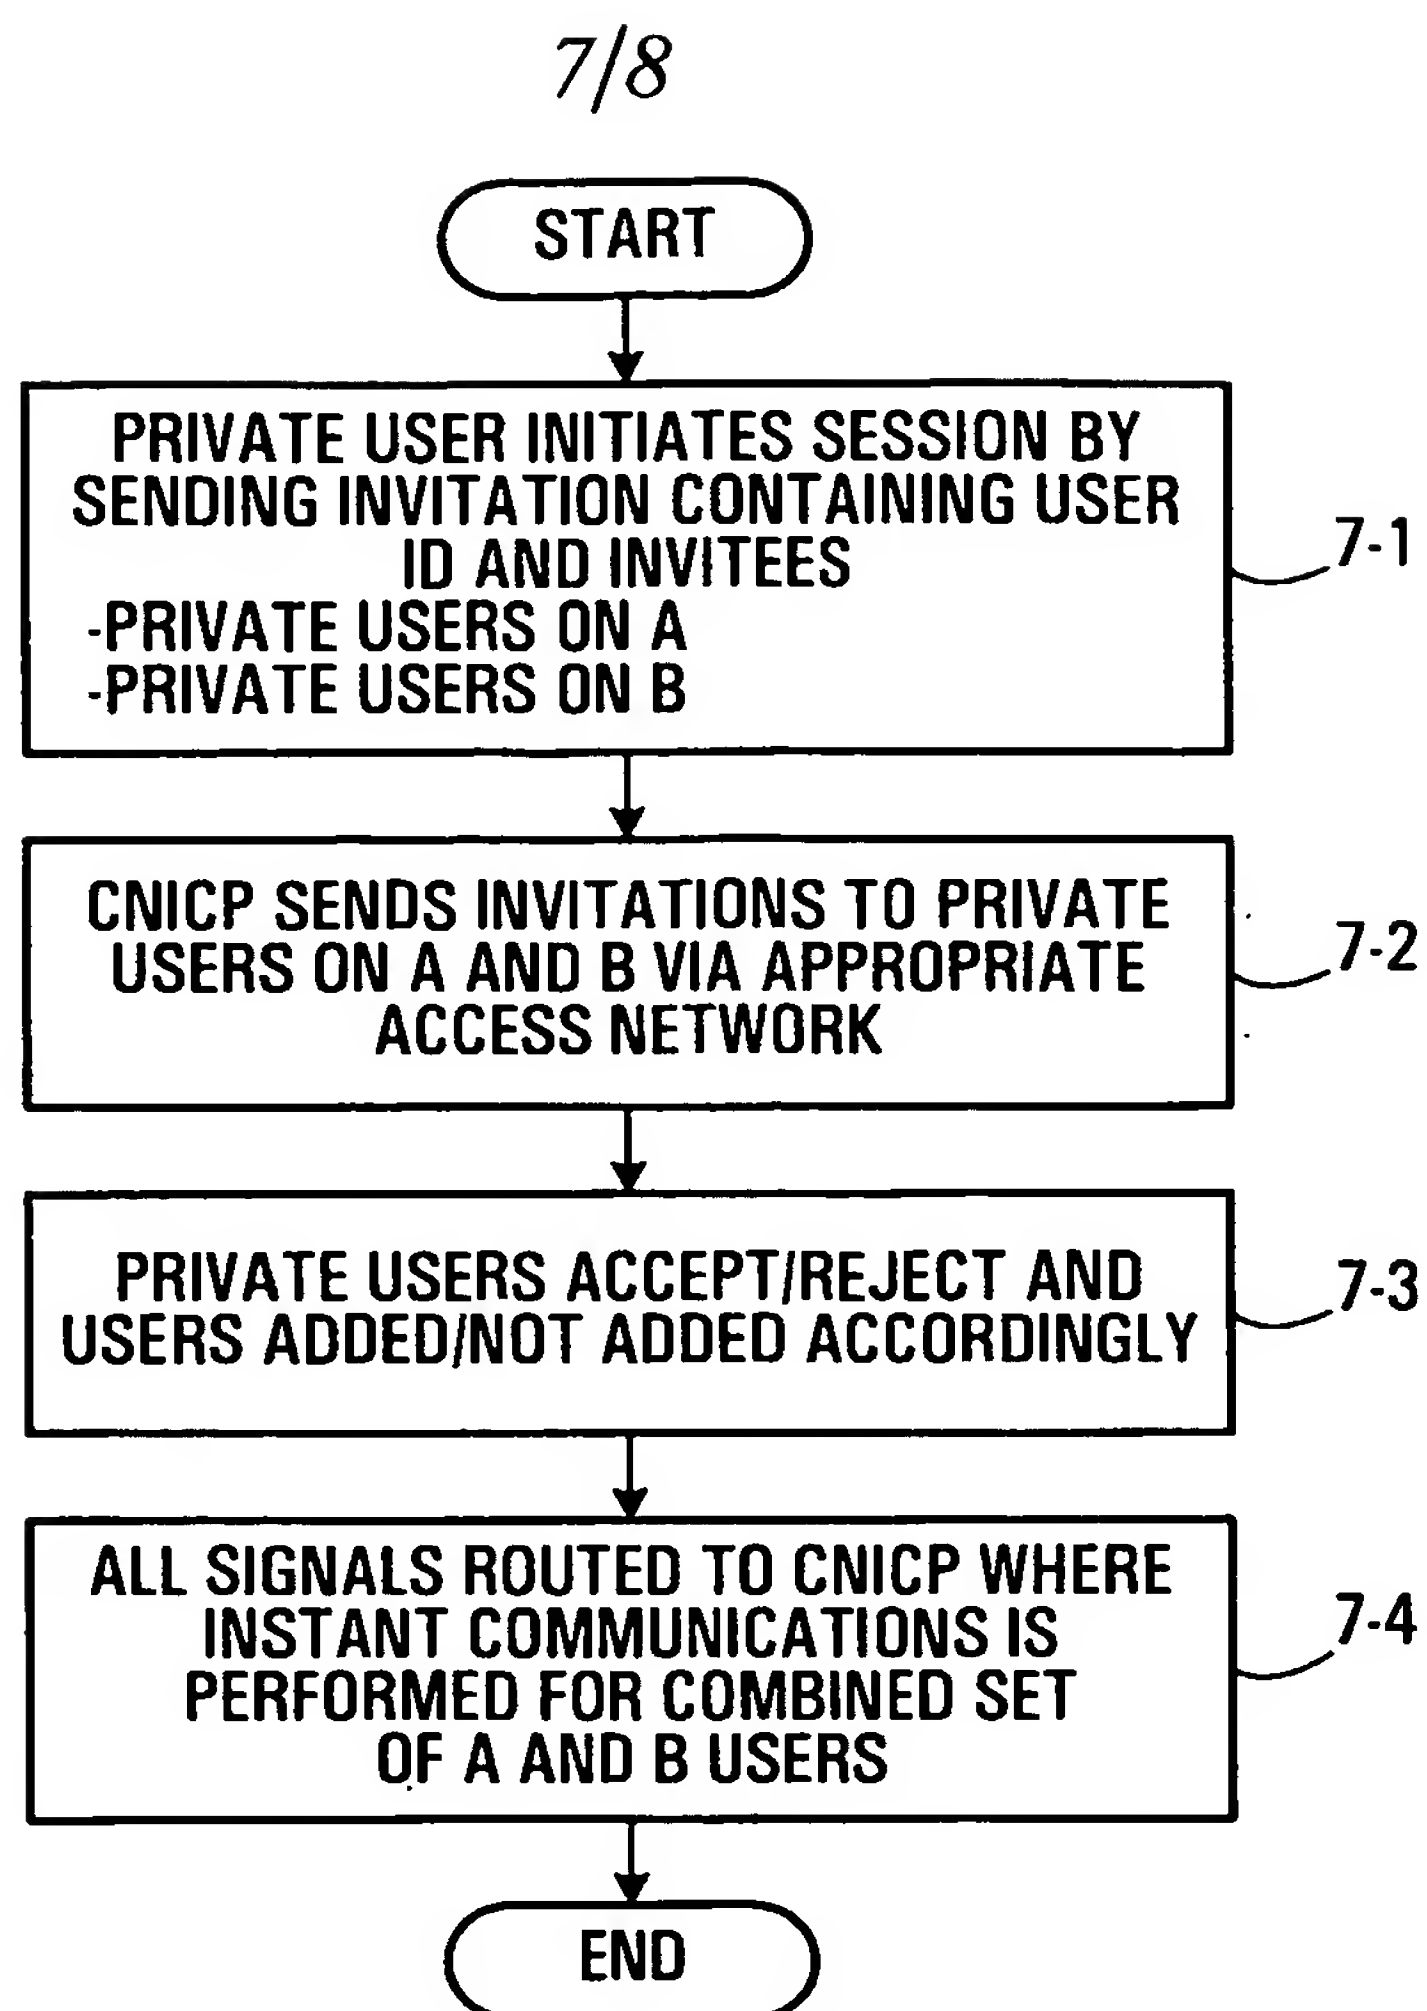 7/8
START
PRIVATE USER INITIATES SESSION BY
SENDING INVITATION CONTAINING USER
ID AND INVITEES
-PRIVATE USERS ON A
-PRIVATE USERS ON B
7-1
CNICP SENDS INVITATIONS TO PRIVATE
USERS ON A AND B VIA APPROPRIATE
ACCESS NETWORK
7-2
PRIVATE USERS ACCEPT/REJECT AND
USERS ADDED/NOT ADDED ACCORDINGLY
7-3
ALL SIGNALS ROUTED TO CNICP WHERE
INSTANT COMMUNICATIONS IS
PERFORMED FOR COMBINED SET
OF A AND B USERS
7-4
END